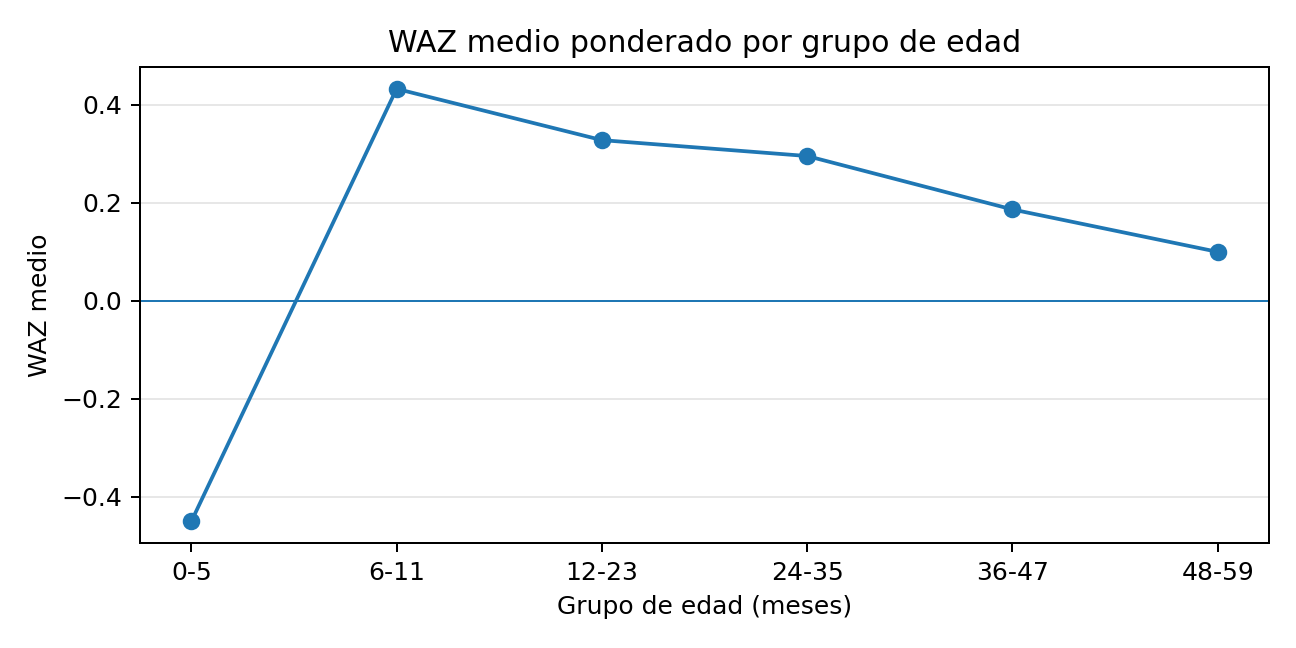 WAZ medio ponderado por grupo de edad
WAZ medio
0.4
0.2
0.0
−0.2
−0.4
0-5 6-11 12-23 24-35 36-47 48-59
Grupo de edad (meses)